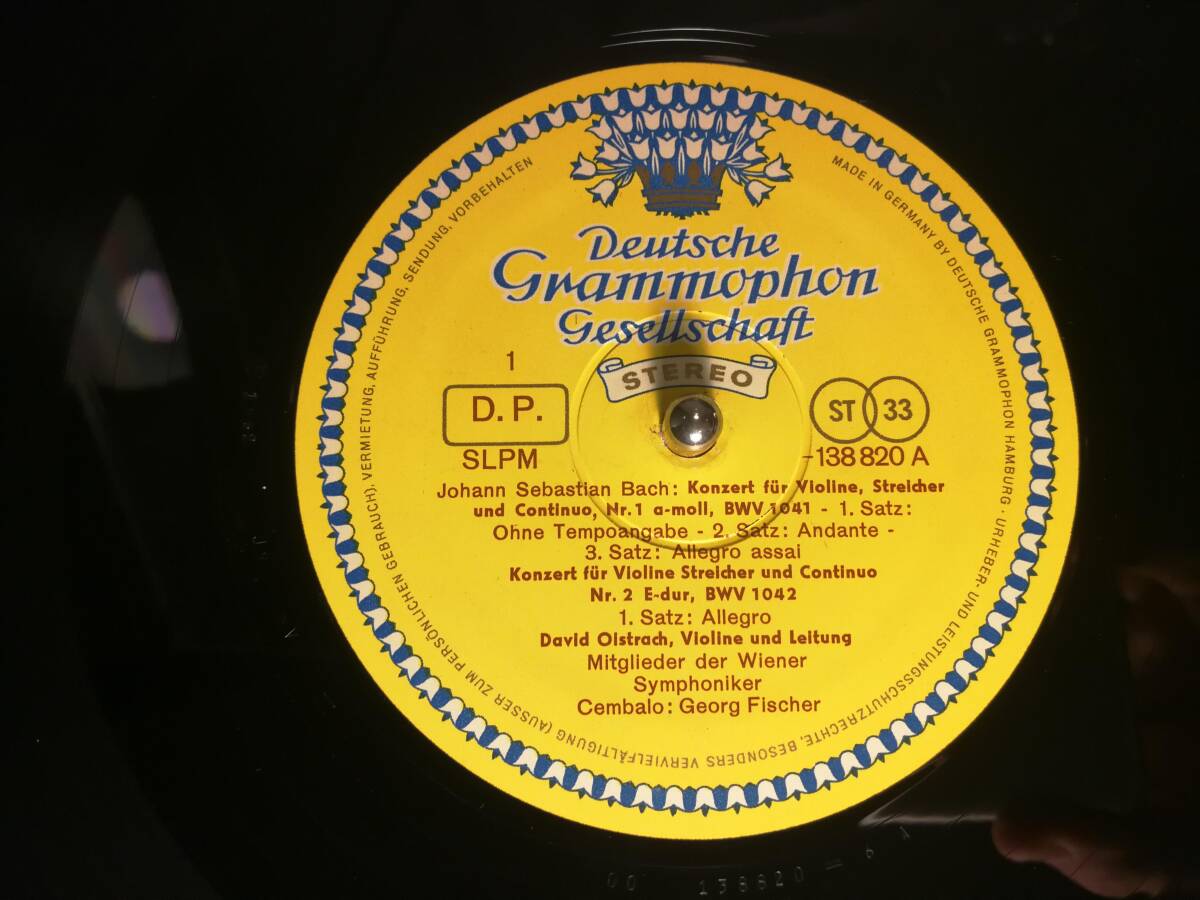 Deutsche
Grammophon
Gesellschaft
STEREO
1
D.P.
SLPM
ST 33
138 820 A
Johann Sebastian Bach: Konzert für Violine, Streicher
und Continuo, Nr. 1 a-moll, BWV 1041 - 1. Satz:
Ohne Tempoangabe - 2. Satz: Andante -
3. Satz: Allegro assai
Konzert für Violine Streicher und Continuo
Nr. 2 E-dur, BWV 1042
1. Satz: Allegro
David Oistrach, Violine und Leitung
Mitglieder der Wiener
Symphoniker
Cembalo: Georg Fischer
MADE IN GERMANY BY DEUTSCHE GRAMMOPHON HAMBURG · URHEBER- UND LEISTUNGSSCHUTZRECHTE, BESONDERS VERVIELFÄLTIGUNG (AUSSER ZUM PERSÖNLICHEN GEBRAUCH), VERMIETUNG, AUFFÜHRUNG, SENDUNG, VORBEHALTEN
00 138820 = 6 A